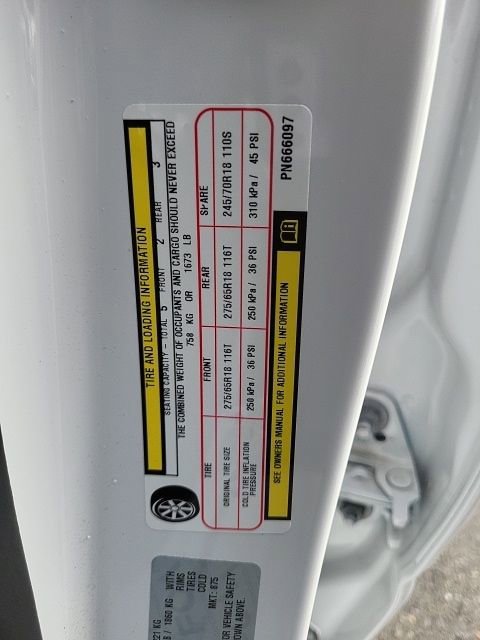 TIRE AND LOADING INFORMATION
SEATING CAPACITY - TOTAL 5 FRONT 2 REAR 3
THE COMBINED WEIGHT OF OCCUPANTS AND CARGO SHOULD NEVER EXCEED
758 KG OR 1673 LB
TIRE FRONT REAR SPARE
ORIGINAL TIRE SIZE 275/65R18 116T 275/65R18 116T 245/70R18 110S
COLD TIRE INFLATION PRESSURE 250 kPa / 36 PSI 250 kPa / 36 PSI 310 kPa / 45 PSI
SEE OWNERS MANUAL FOR ADDITIONAL INFORMATION
PN666097
21 KG WITH
/ 1860 KG RIMS
TIRES
COLD
MKT: 875
OR VEHICLE SAFETY
OWN ABOVE.